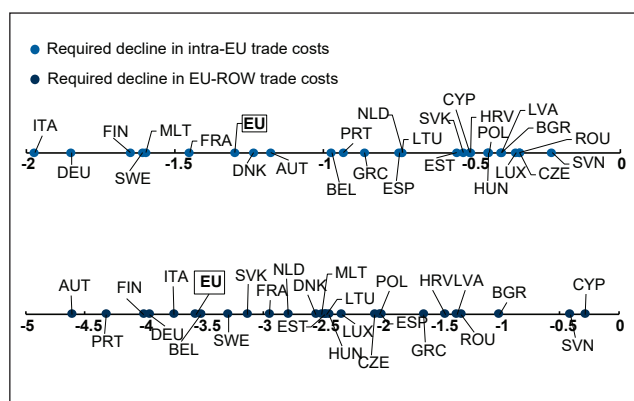 Required decline in intra-EU trade costs
Required decline in EU-ROW trade costs
CYP
NLD SVK HRV LVA
ITA FIN MLT FRA EU PRT LTU POL BGR ROU
-2 -1.5 -1 -0.5 0
DEU SWE DNK AUT BEL GRC ESP EST HUN LUX CZE SVN
AUT FIN ITA EU SVK FRA NLD DNK MLT LTU POL HRV LVA BGR CYP
-5 -4.5 -4 -3.5 -3 -2.5 -2 -1.5 -1 -0.5 0
PRT DEU BEL SWE EST HUN LUX CZE ESP GRC ROU SVN